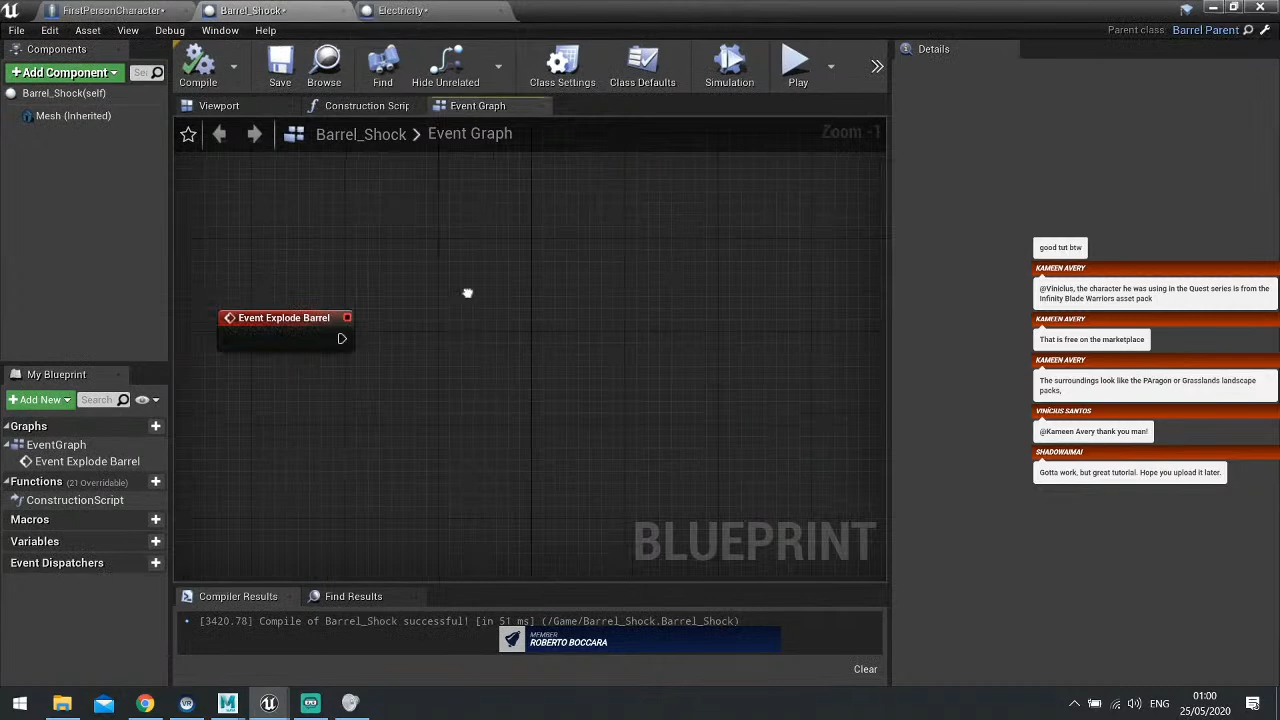 FirstPersonCharacter*
Barrel_Shock*
Electricity*
File
Edit
Asset
View
Debug
Window
Help
Parent class: Barrel Parent
Components
Details
Add Component
Compile
Save
Browse
Find
Hide Unrelated
Class Settings
Class Defaults
Simulation
Play
Barrel_Shock(self)
Mesh (Inherited)
Viewport
Construction Scrip
Event Graph
Barrel_Shock > Event Graph
Zoom -1
Event Explode Barrel
BLUEPRINT
My Blueprint
Add New
Search
Graphs
EventGraph
Event Explode Barrel
Functions (21 Overridable)
ConstructionScript
Macros
Variables
Event Dispatchers
Compiler Results
Find Results
[3420.78] Compile of Barrel_Shock successful! [in 51 ms] (/Game/Barrel_Shock.Barrel_Shock)
MEMBER
ROBERTO BOCCARA
Clear
good tut btw
KAMEEN AVERY
@Vinicius, the character he was using in the Quest series is from the
Infinity Blade Warriors asset pack
KAMEEN AVERY
That is free on the marketplace
KAMEEN AVERY
The surroundings look like the PAragon or Grasslands landscape
packs,
VINÍCIUS SANTOS
@Kameen Avery thank you man!
SHADOWAIMAI
Gotta work, but great tutorial. Hope you upload it later.
ENG
01:00
25/05/2020